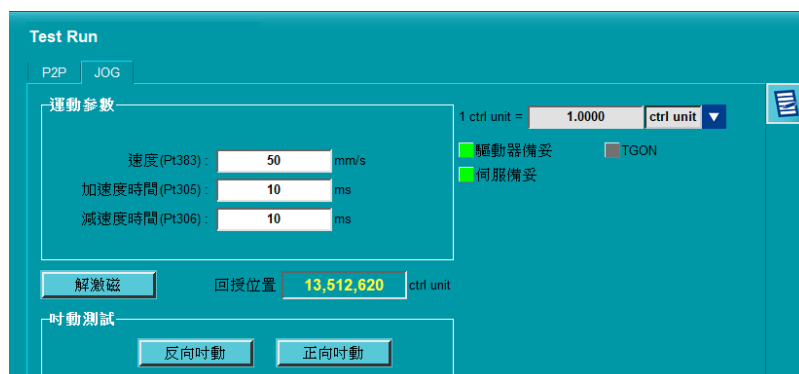 Test Run
P2P JOG
運動參數
1 ctrl unit = 1.0000 ctrl unit
速度(Pt383) : 50 mm/s
驅動器備妥 TGON
伺服備妥
加速度時間(Pt305) : 10 ms
減速度時間(Pt306) : 10 ms
解激磁 回授位置 13,512,620 ctrl unit
吋動測試
反向吋動 正向吋動